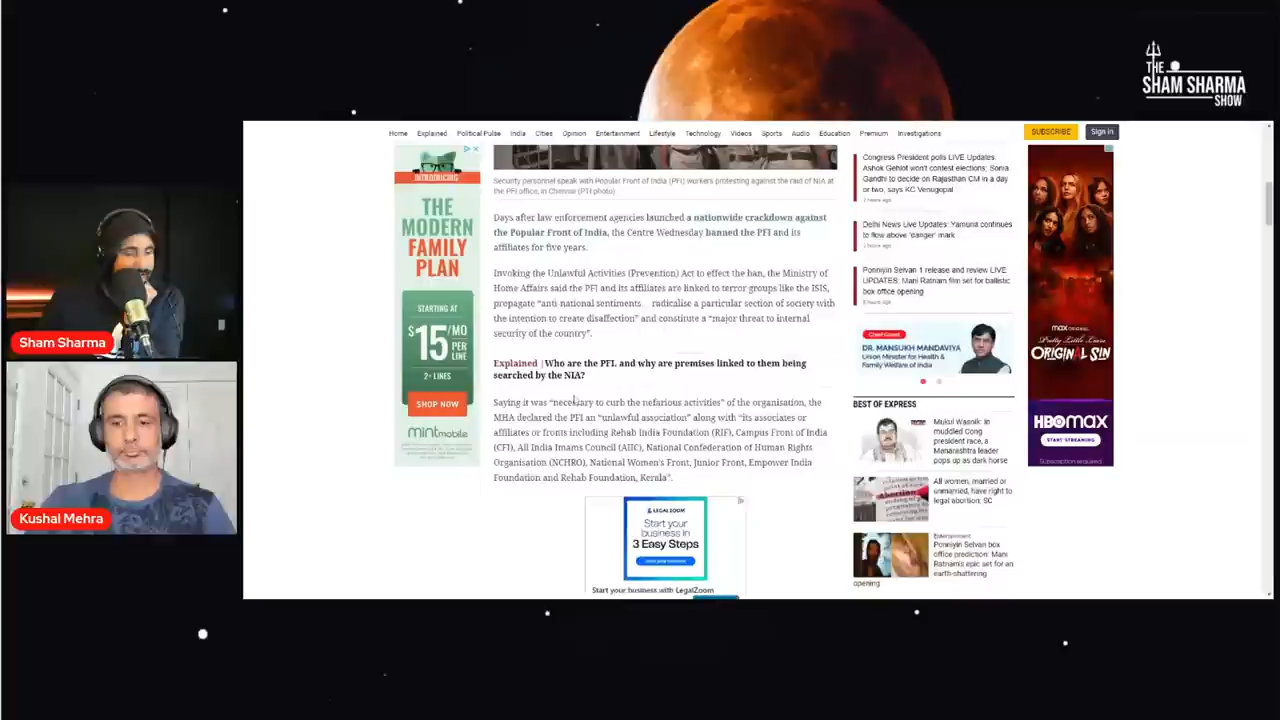 THE
SHAM SHARMA
SHOW
Sham Sharma
Kushal Mehra
Home Explained Political Pulse India Cities Opinion Entertainment Lifestyle Technology Videos Sports Audio Education Premium Investigations
SUBSCRIBE
Sign In
INTRODUCING
THE
MODERN
FAMILY
PLAN
STARTING AT
$15/MO
PER
LINE
2+ LINES
SHOP NOW
mintmobile
Security personnel speak with Popular Front of India (PFI) workers protesting against the raid of NIA at
the PFI office, in Chennai (PTI photo)
Days after law enforcement agencies launched a nationwide crackdown against
the Popular Front of India, the Centre Wednesday banned the PFI and its
affiliates for five years.
Invoking the Unlawful Activities (Prevention) Act to effect the ban, the Ministry of
Home Affairs said the PFI and its affiliates are linked to terror groups like the ISIS,
propagate “anti-national sentiments... radicalise a particular section of society with
the intention to create disaffection” and constitute a “major threat to internal
security of the country”.
Explained |Who are the PFI, and why are premises linked to them being
searched by the NIA?
Saying it was “necessary to curb the nefarious activities” of the organisation, the
MHA declared the PFI an “unlawful association” along with “its associates or
affiliates or fronts including Rehab India Foundation (RIF), Campus Front of India
(CFI), All India Imams Council (AIIC), National Confederation of Human Rights
Organisation (NCHRO), National Women's Front, Junior Front, Empower India
Foundation and Rehab Foundation, Kerala”.
LEGALZOOM
Start your
business in
3 Easy Steps
Start your business with LegalZoom
Congress President polls LIVE Updates:
Ashok Gehlot won't contest elections; Sonia
Gandhi to decide on Rajasthan CM in a day
or two, says KC Venugopal
Delhi News Live Updates: Yamuna continues
to flow above 'danger' mark
Ponniyin Selvan 1 release and review LIVE
UPDATES: Mani Ratnam film set for ballistic
box office opening
Chief Guest
DR. MANSUKH MANDAVIYA
Union Minister for Health &
Family Welfare of India
BEST OF EXPRESS
Mukul Wasnik: In
muddled Cong
president race, a
Maharashtra leader
pops up as dark horse
All women, married or
unmarried, have right to
legal abortion: SC
Entertainment
Ponniyin Selvan box
office prediction: Mani
Ratnam's epic set for an
earth-shattering
opening
max ORIGINAL
Pretty Little Liars
ORIGINAL SIN
HBOMAX
START STREAMING
Subscription required